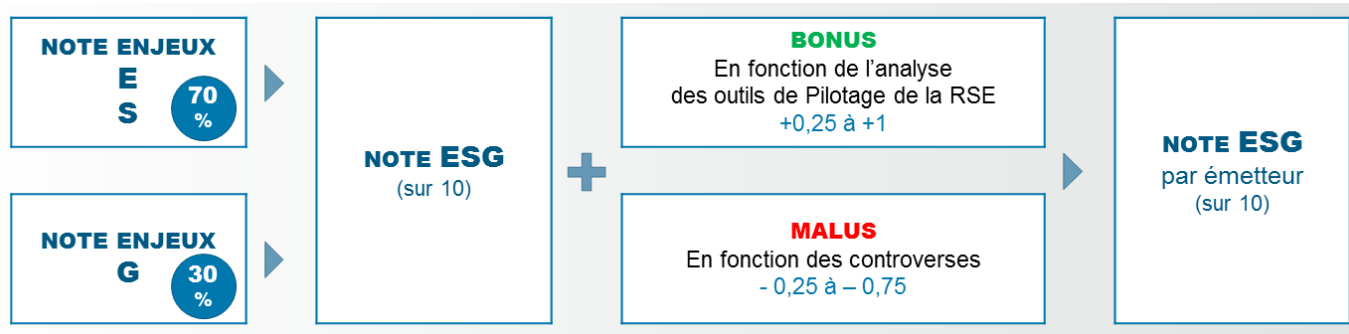 NOTE ENJEUX
E
S
70
%
NOTE ENJEUX
G
30
%
NOTE ESG
(sur 10)
BONUS
En fonction de l'analyse
des outils de Pilotage de la RSE
+0,25 à +1
MALUS
En fonction des controverses
- 0,25 à – 0,75
NOTE ESG
par émetteur
(sur 10)